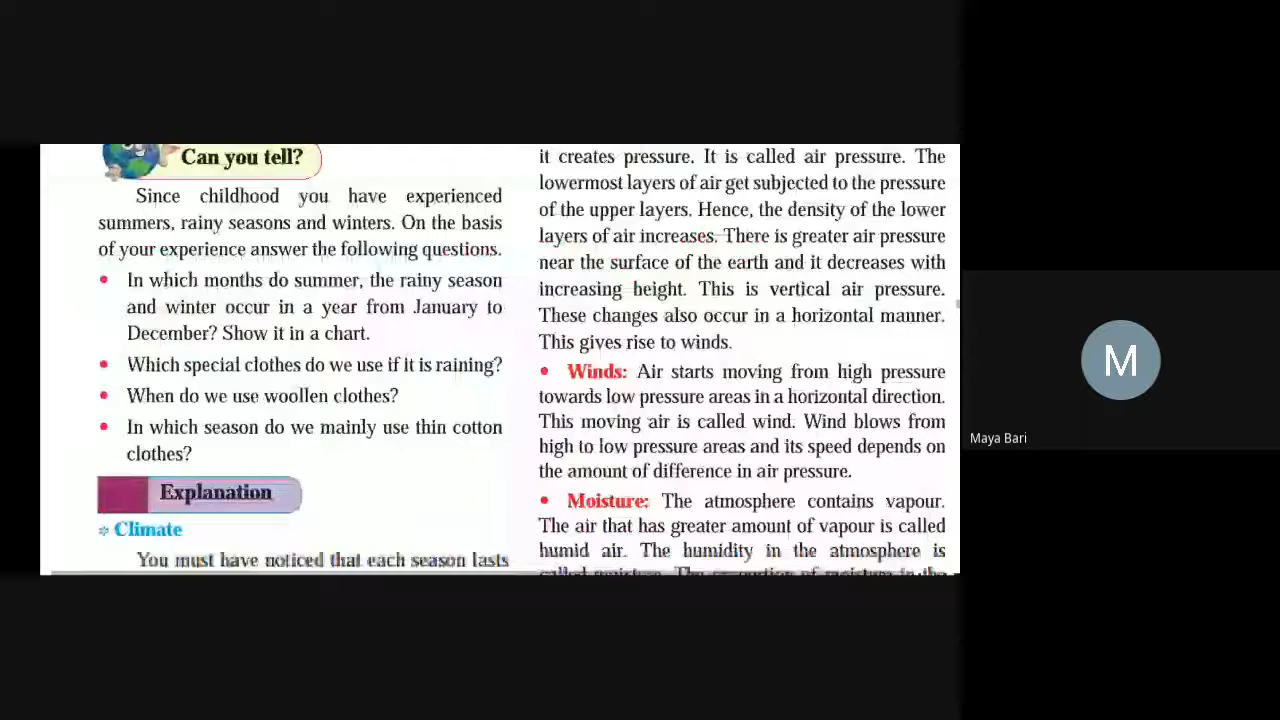 Can you tell?
Since childhood you have experienced
summers, rainy seasons and winters. On the basis
of your experience answer the following questions.
• In which months do summer, the rainy season
and winter occur in a year from January to
December? Show it in a chart.
• Which special clothes do we use if it is raining?
• When do we use woollen clothes?
• In which season do we mainly use thin cotton
clothes?
Explanation
Climate
You must have noticed that each season lasts
it creates pressure. It is called air pressure. The
lowermost layers of air get subjected to the pressure
of the upper layers. Hence, the density of the lower
layers of air increases. There is greater air pressure
near the surface of the earth and it decreases with
increasing height. This is vertical air pressure.
These changes also occur in a horizontal manner.
This gives rise to winds.
• Winds: Air starts moving from high pressure
towards low pressure areas in a horizontal direction.
This moving air is called wind. Wind blows from
high to low pressure areas and its speed depends on
the amount of difference in air pressure.
• Moisture: The atmosphere contains vapour.
The air that has greater amount of vapour is called
humid air. The humidity in the atmosphere is
called moisture. The proportion of moisture in the
M
Maya Bari